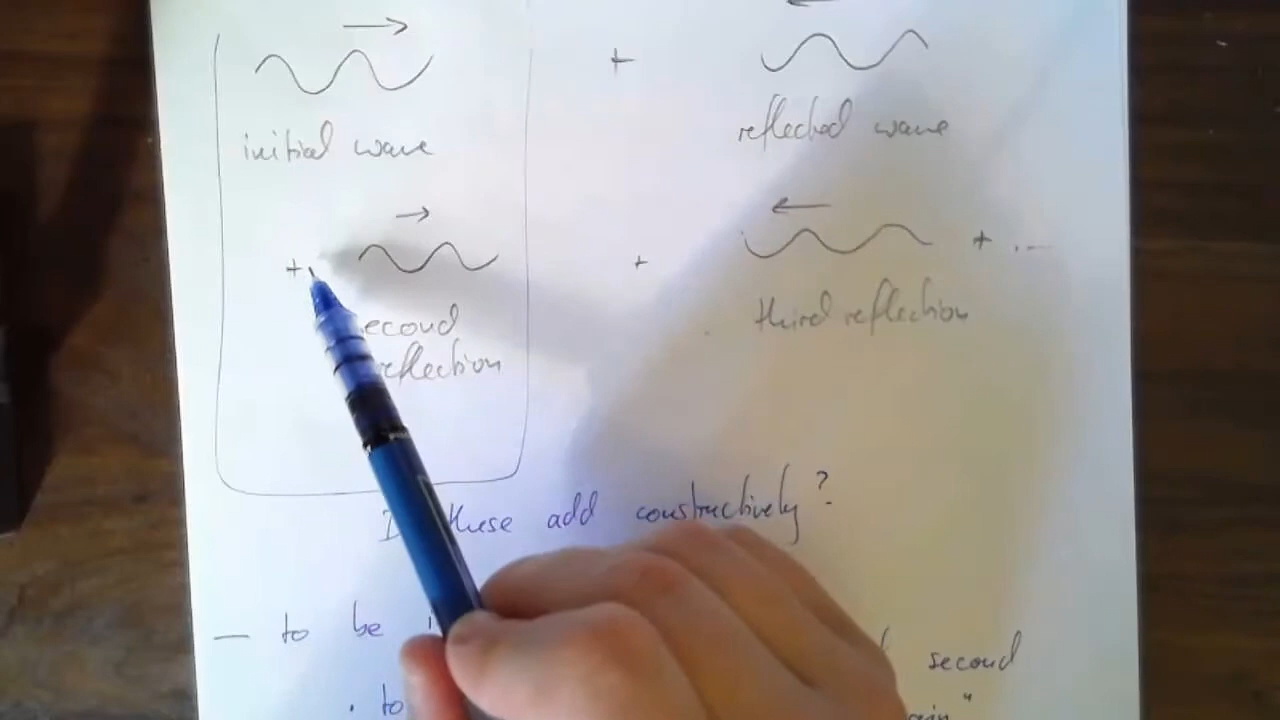 +
initial wave
reflected wave
+ + + ...
second third reflection
reflection
these add constructively?
— to be second
. to